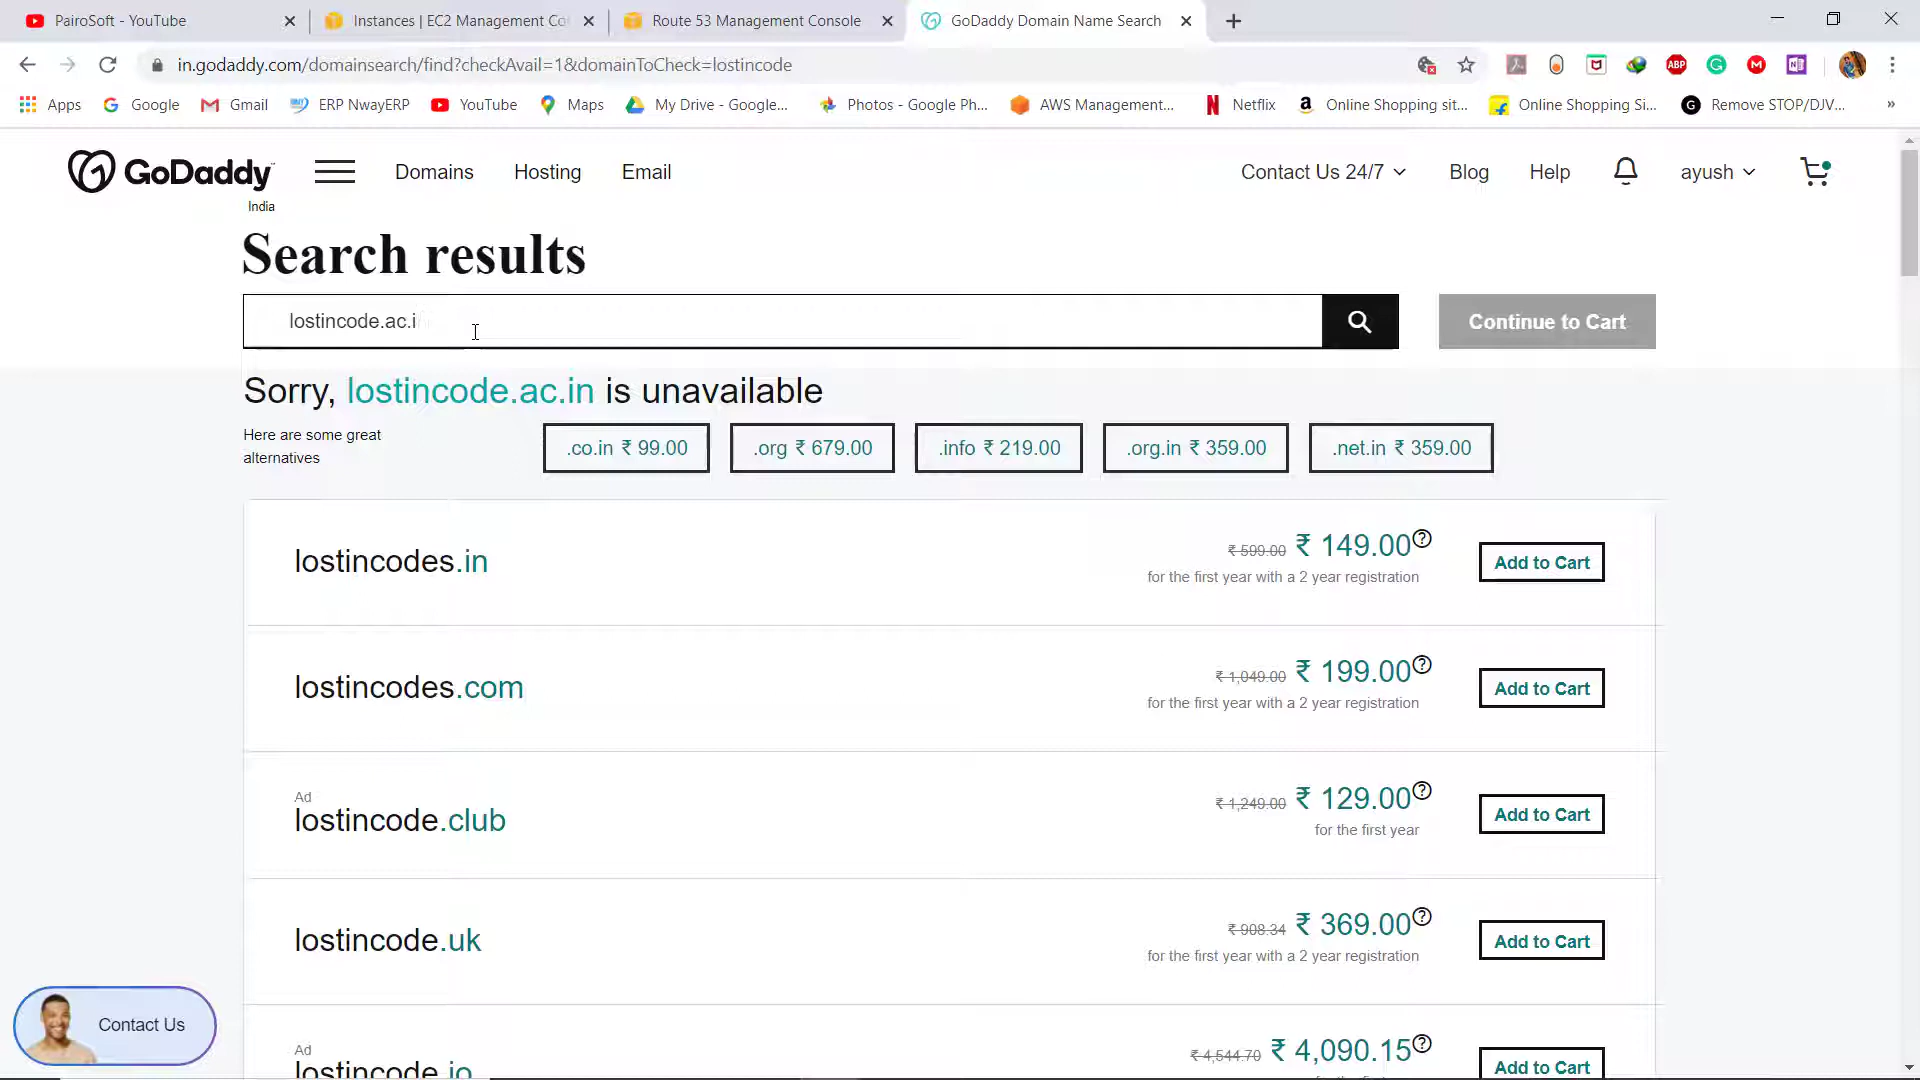 PairoSoft - YouTube
Instances | EC2 Management Co
Route 53 Management Console
GoDaddy Domain Name Search
in.godaddy.com/domainsearch/find?checkAvail=1&domainToCheck=lostincode
ABP
Apps
Google
Gmail
ERP NwayERP
YouTube
Maps
My Drive - Google...
Photos - Google Ph...
AWS Management...
Netflix
Online Shopping sit...
Online Shopping Si...
Remove STOP/DJV...
»
GoDaddy
India
Domains
Hosting
Email
Contact Us 24/7
Blog
Help
ayush
Search results
lostincode.ac.i
Continue to Cart
Sorry, lostincode.ac.in is unavailable
Here are some great
alternatives
.co.in ₹ 99.00
.org ₹ 679.00
.info ₹ 219.00
.org.in ₹ 359.00
.net.in ₹ 359.00
lostincodes.in
₹ 599.00 ₹ 149.00
for the first year with a 2 year registration
Add to Cart
lostincodes.com
₹ 1,049.00 ₹ 199.00
for the first year with a 2 year registration
Add to Cart
Ad
lostincode.club
₹ 1,249.00 ₹ 129.00
for the first year
Add to Cart
lostincode.uk
₹ 908.34 ₹ 369.00
for the first year with a 2 year registration
Add to Cart
Ad
lostincode.io
₹ 4,544.70 ₹ 4,090.15
Add to Cart
Contact Us